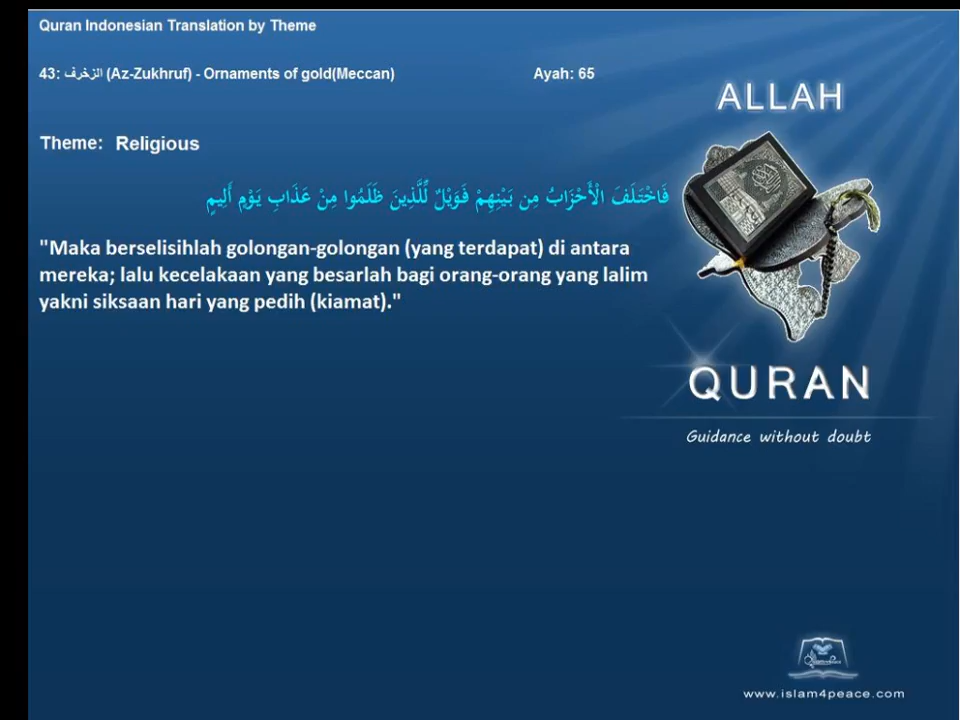 Quran Indonesian Translation by Theme
43: الزخرف (Az-Zukhruf) - Ornaments of gold(Meccan) Ayah: 65
ALLAH
Theme: Religious
فَاخْتَلَفَ الْأَحْزَابُ مِن بَيْنِهِمْ فَوَيْلٌ لِّلَّذِينَ ظَلَمُوا مِنْ عَذَابِ يَوْمٍ أَلِيمٍ
"Maka berselisihlah golongan-golongan (yang terdapat) di antara
mereka; lalu kecelakaan yang besarlah bagi orang-orang yang lalim
yakni siksaan hari yang pedih (kiamat)."
QURAN
Guidance without doubt
www.islam4peace.com